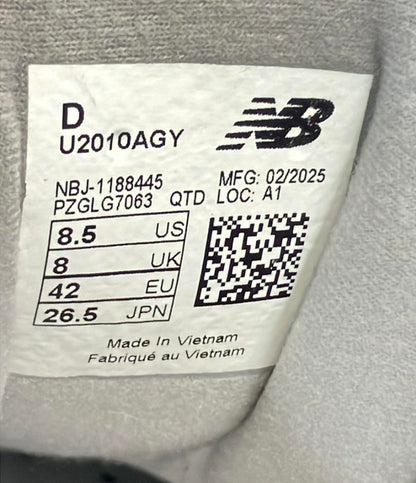 D
U2010AGY
NB
NBJ-1188445 MFG: 02/2025
PZGLG7063 QTD LOC: A1
8.5 US
8 UK
42 EU
26.5 JPN
Made In Vietnam
Fabriqué au Vietnam